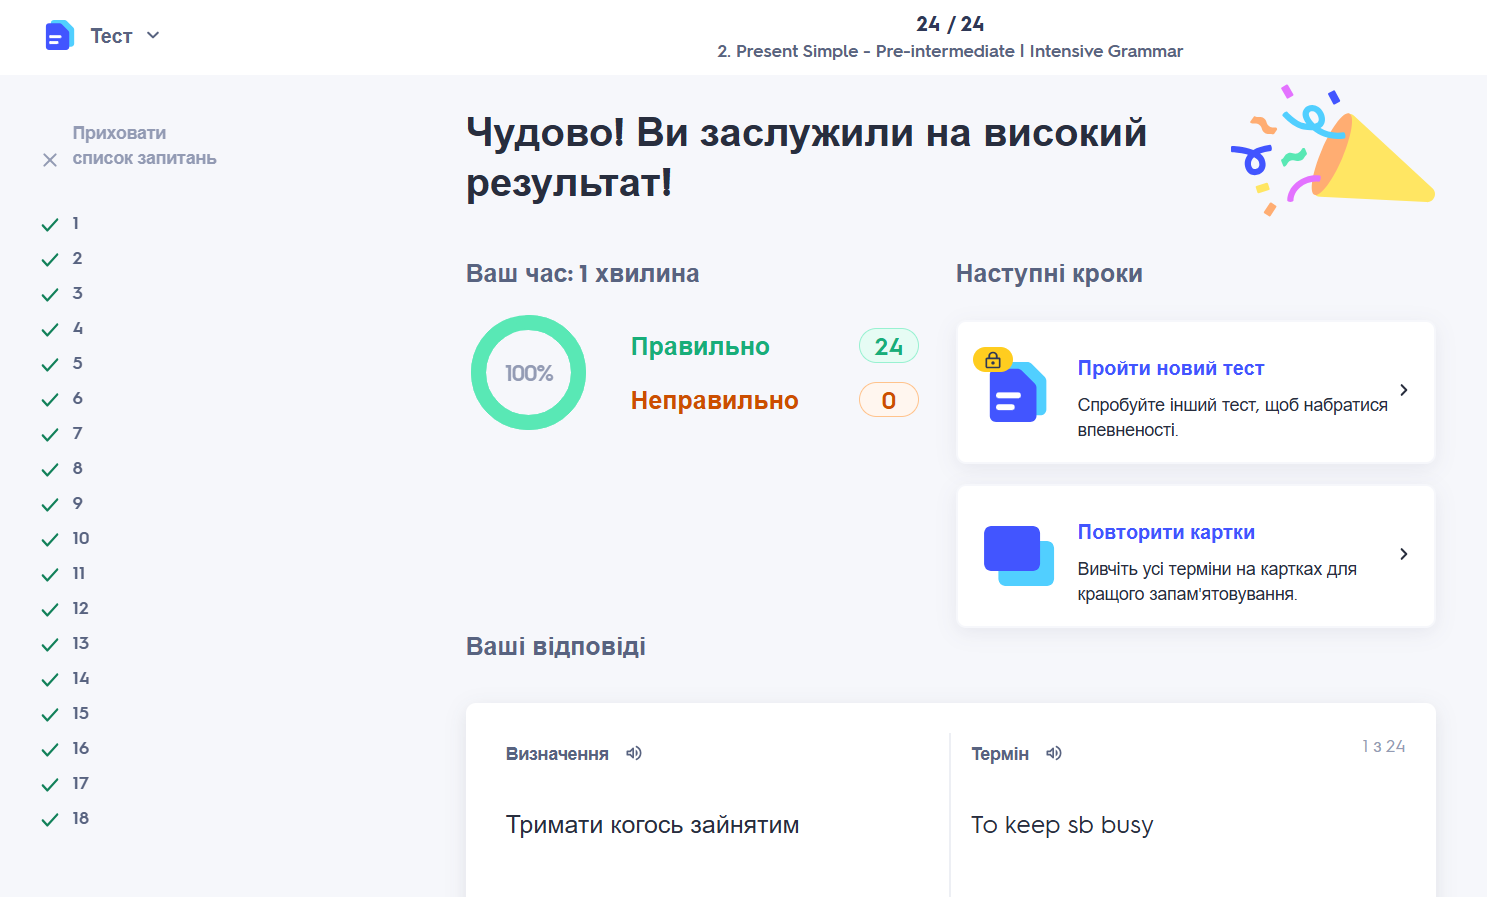 Тест
24 / 24
2. Present Simple - Pre-intermediate | Intensive Grammar
Приховати
список запитань
1
2
3
4
5
6
7
8
9
10
11
12
13
14
15
16
17
18
Чудово! Ви заслужили на високий
результат!
Ваш час: 1 хвилина
100%
Правильно 24
Неправильно 0
Наступні кроки
Пройти новий тест
Спробуйте інший тест, щоб набратися
впевненості.
Повторити картки
Вивчіть усі терміни на картках для
кращого запам'ятовування.
Ваші відповіді
Визначення
Тримати когось зайнятим
Термін
1 з 24
To keep sb busy